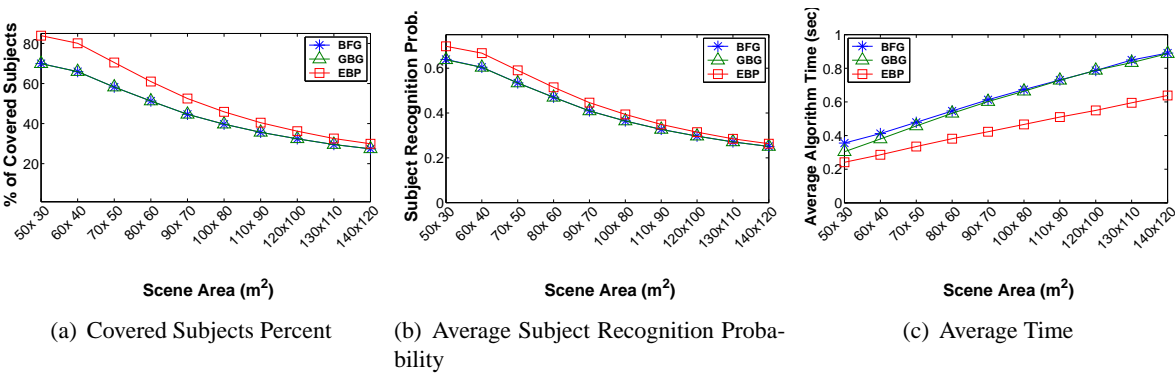 % of Covered Subjects
80
60
40
20
BFG
GBG
EBP
50x 30
60x 40
70x 50
80x 60
90x 70
100x 80
110x 90
120x100
130x110
140x120
Scene Area (m²)
(a) Covered Subjects Percent
Subject Recognition Prob.
0.6
0.4
0.2
0
BFG
GBG
EBP
50x 30
60x 40
70x 50
80x 60
90x 70
100x 80
110x 90
120x100
130x110
140x120
Scene Area (m²)
(b) Average Subject Recognition Proba-
bility
Average Algorithm Time (sec)
1
0.8
0.6
0.4
0.2
0
BFG
GBG
EBP
50x 30
60x 40
70x 50
80x 60
90x 70
100x 80
110x 90
120x100
130x110
140x120
Scene Area (m²)
(c) Average Time